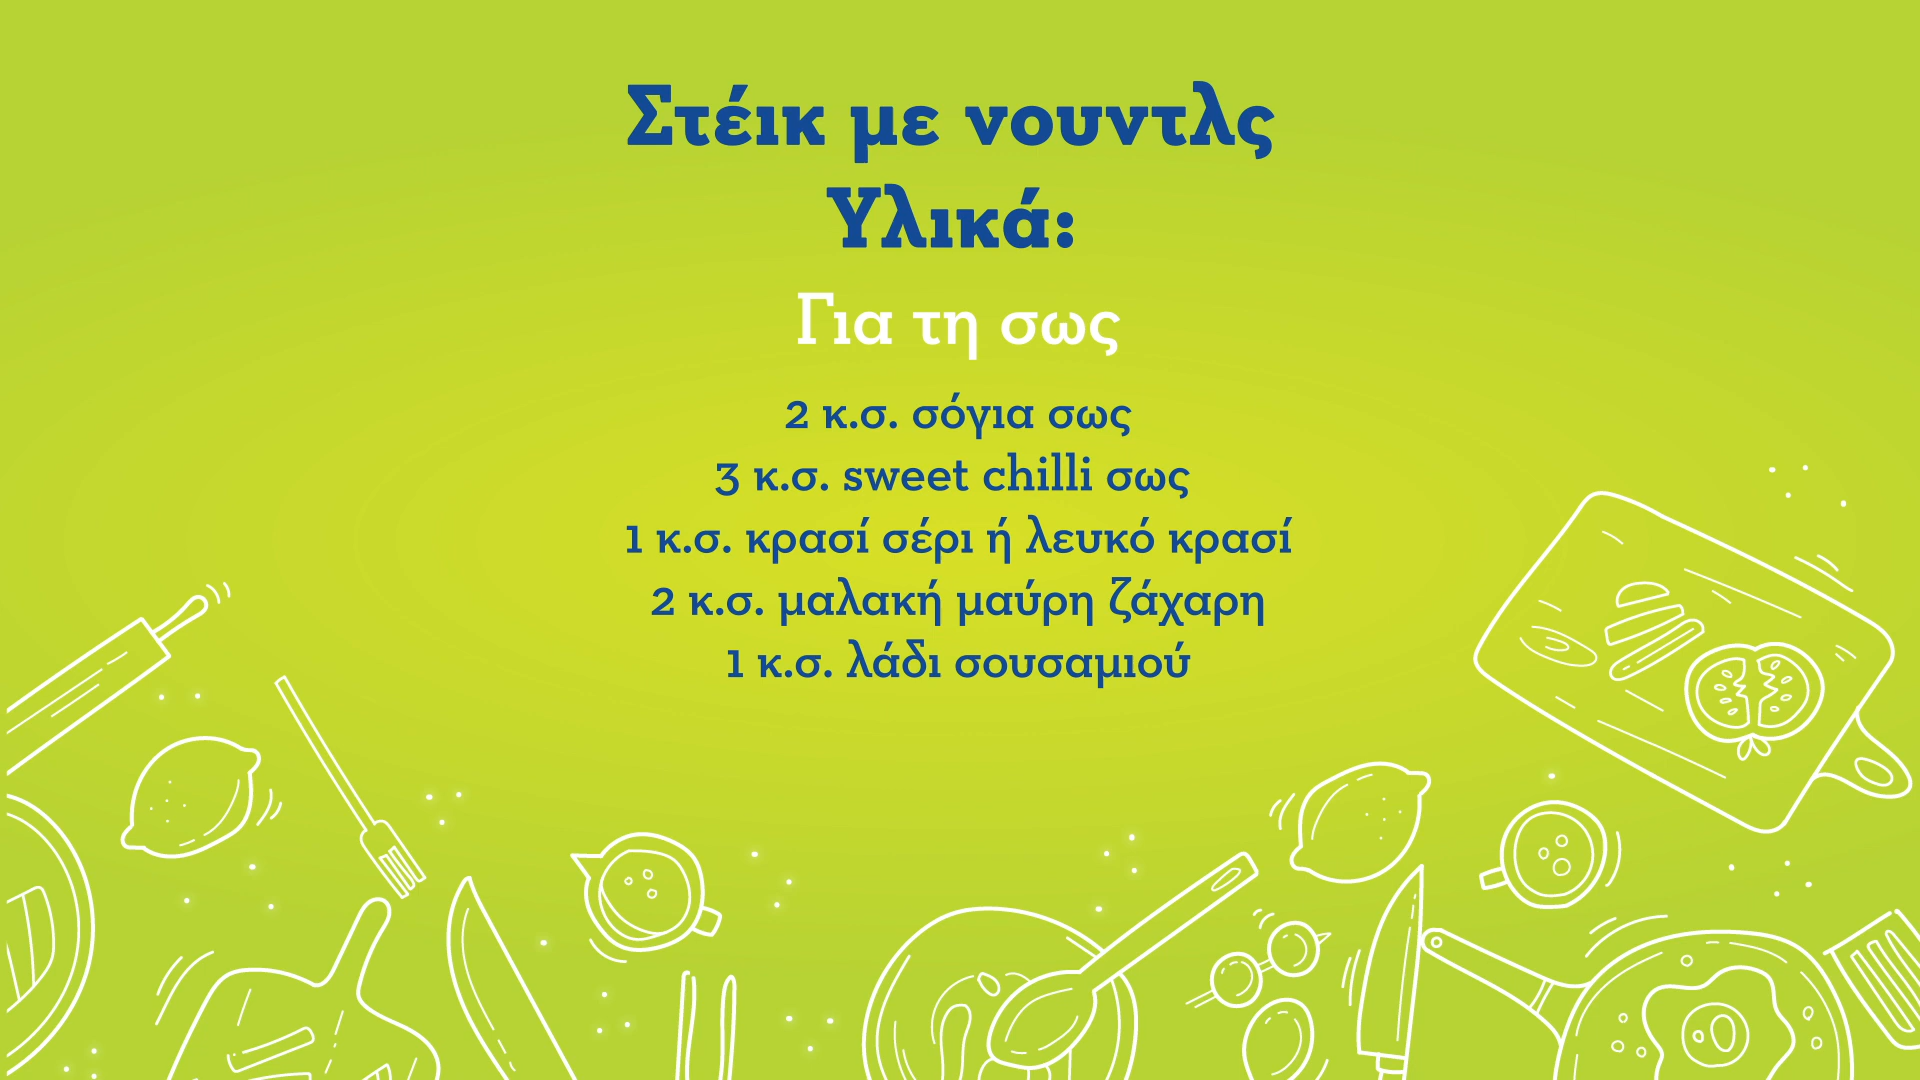 Στέικ με νουντλς
Υλικά:
Για τη σως
2 κ.σ. σόγια σως
3 κ.σ. sweet chilli σως
1 κ.σ. κρασί σέρι ή λευκό κρασί
2 κ.σ. μαλακή μαύρη ζάχαρη
1 κ.σ. λάδι σουσαμιού